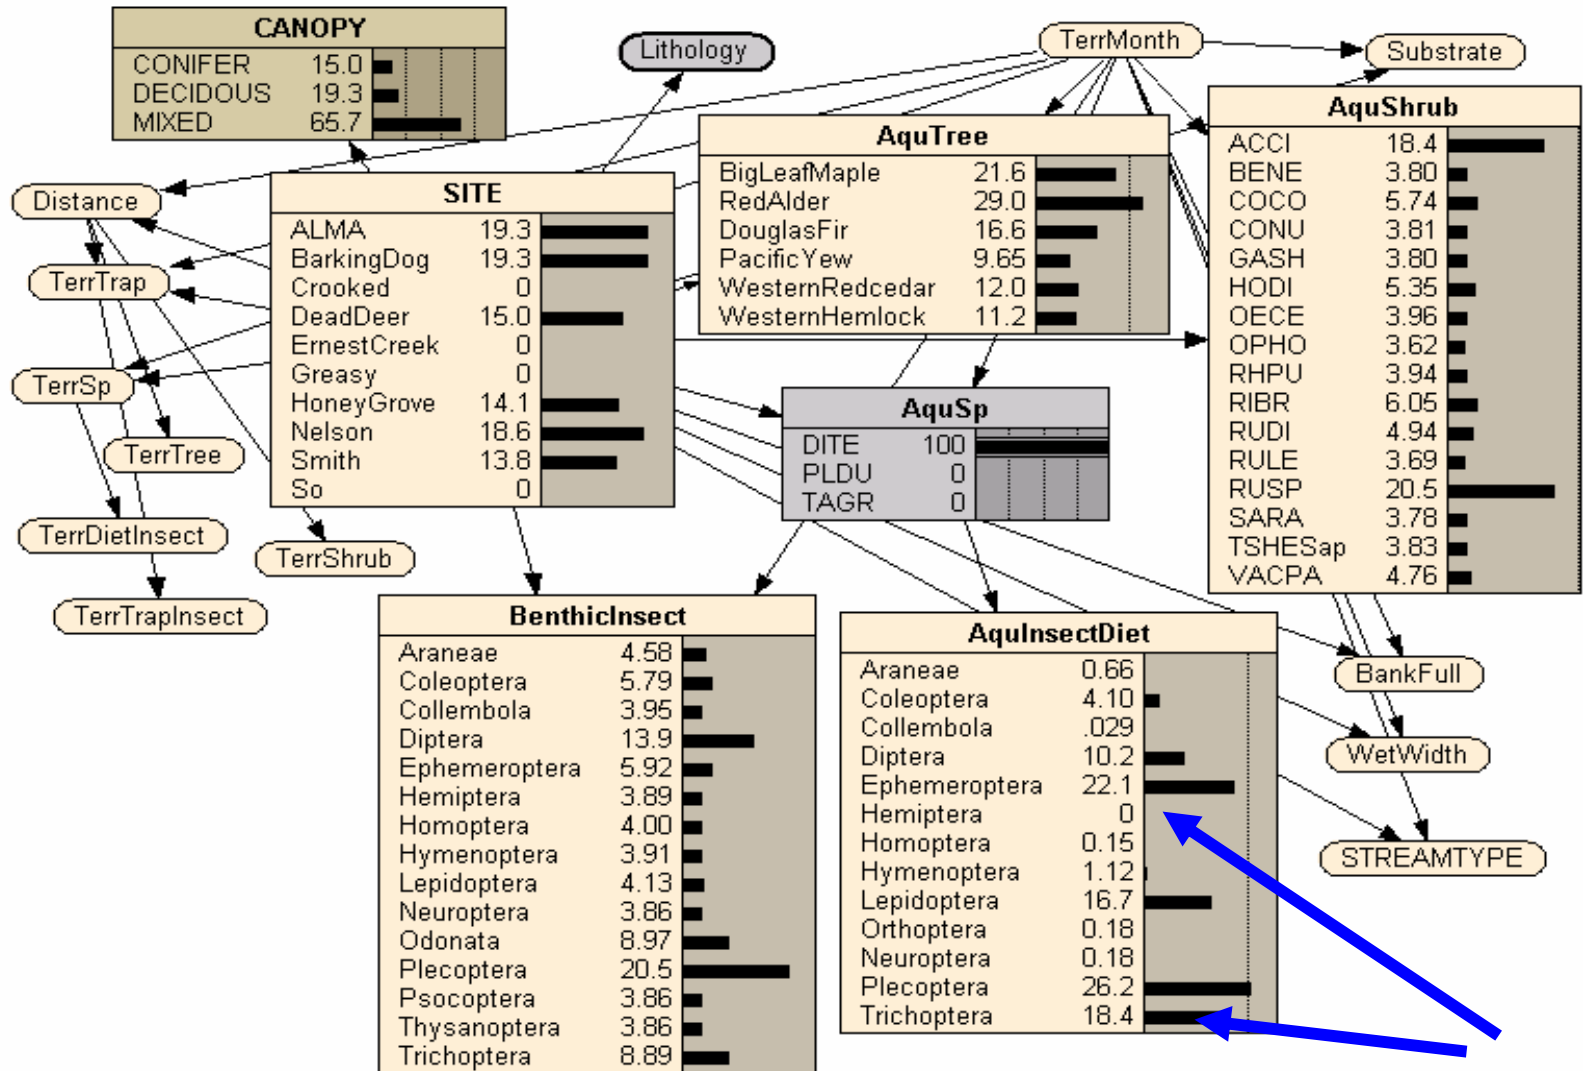 CANOPY
CONIFER 15.0
DECIDOUS 19.3
MIXED 65.7
Lithology
TerrMonth
Substrate
AquTree
BigLeafMaple 21.6
RedAlder 29.0
DouglasFir 16.6
PacificYew 9.65
WesternRedcedar 12.0
WesternHemlock 11.2
AquShrub
ACCI 18.4
BENE 3.80
COCO 5.74
CONU 3.81
GASH 3.80
HODI 5.35
OECE 3.96
OPHO 3.62
RHPU 3.94
RIBR 6.05
RUDI 4.94
RULE 3.69
RUSP 20.5
SARA 3.78
TSHESap 3.83
VACPA 4.76
Distance
TerrTrap
TerrSp
TerrTree
TerrDietInsect
TerrShrub
TerrTrapInsect
SITE
ALMA 19.3
BarkingDog 19.3
Crooked 0
DeadDeer 15.0
ErnestCreek 0
Greasy 0
HoneyGrove 14.1
Nelson 18.6
Smith 13.8
So 0
AquSp
DITE 100
PLDU 0
TAGR 0
BenthicInsect
Araneae 4.58
Coleoptera 5.79
Collembola 3.95
Diptera 13.9
Ephemeroptera 5.92
Hemiptera 3.89
Homoptera 4.00
Hymenoptera 3.91
Lepidoptera 4.13
Neuroptera 3.86
Odonata 8.97
Plecoptera 20.5
Psocoptera 3.86
Thysanoptera 3.86
Trichoptera 8.89
AquInsectDiet
Araneae 0.66
Coleoptera 4.10
Collembola .029
Diptera 10.2
Ephemeroptera 22.1
Hemiptera 0
Homoptera 0.15
Hymenoptera 1.12
Lepidoptera 16.7
Orthoptera 0.18
Neuroptera 0.18
Plecoptera 26.2
Trichoptera 18.4
BankFull
WetWidth
STREAMTYPE